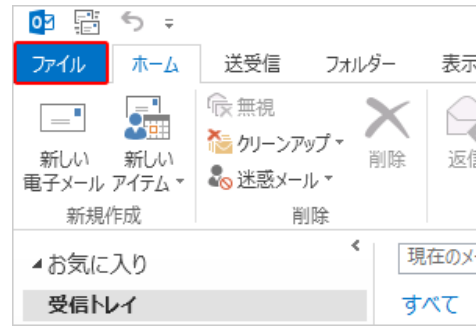 ファイル ホーム 送受信 フォルダー 表示
無視
クリーンアップ
迷惑メール
新しい
電子メール
新しい
アイテム
削除
返信
新規作成 削除
お気に入り
現在のメ
受信トレイ
すべて